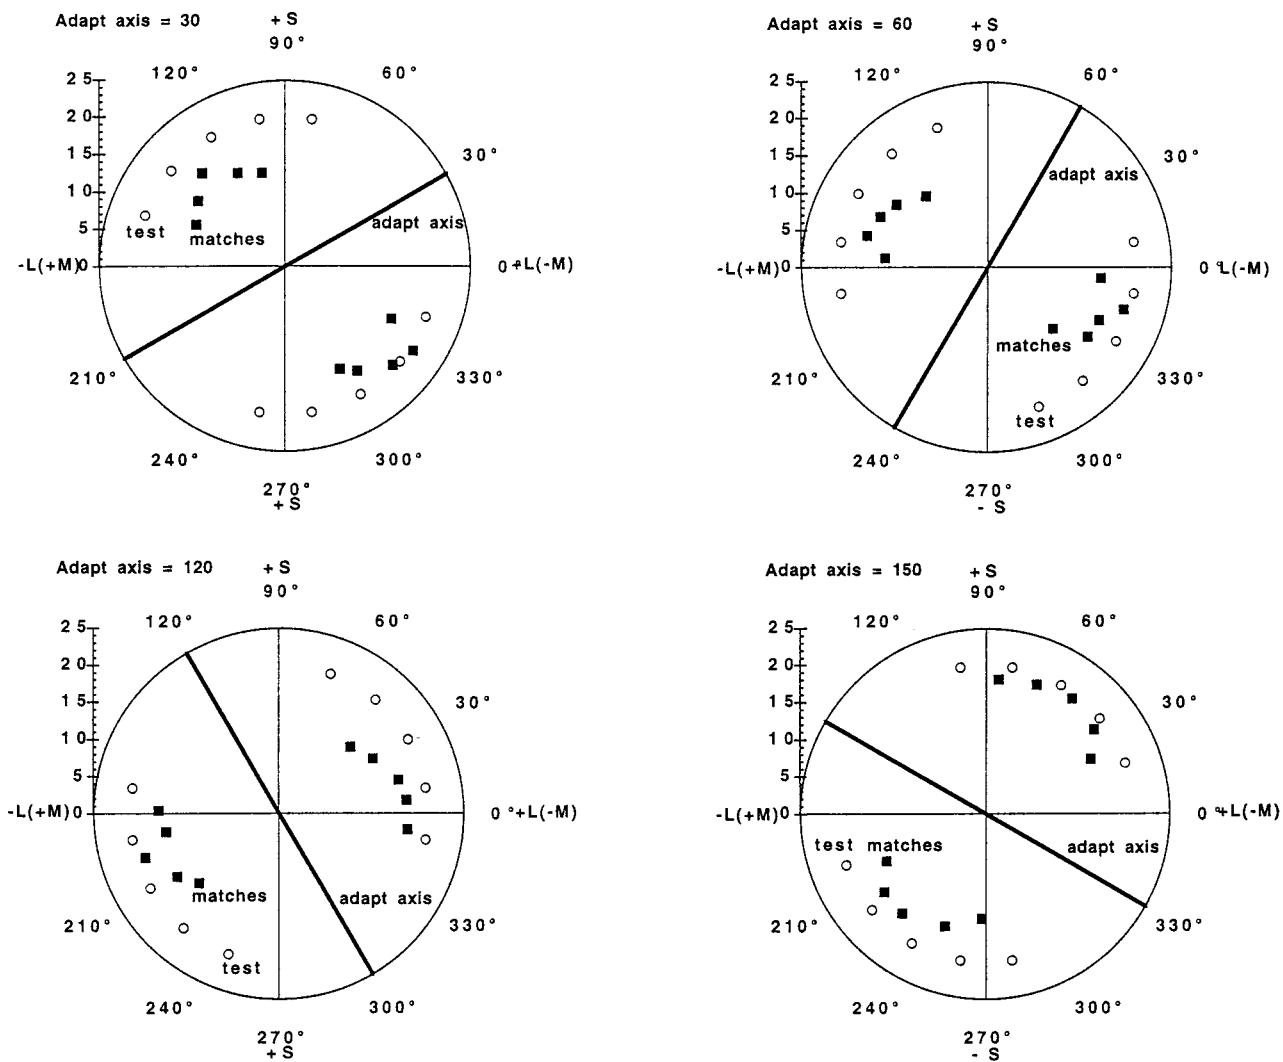 Adapt axis = 30
+ S
90°
120°
60°
25
20
15
10
5
0
30°
adapt axis
test
matches
-L(+M)
0 +L(-M)
210°
330°
240°
300°
270°
+ S
Adapt axis = 60
+ S
90°
120°
60°
25
20
15
10
5
0
30°
adapt axis
-L(+M)
0 °L(-M)
matches
210°
330°
test
240°
300°
270°
- S
Adapt axis = 120
+ S
90°
120°
60°
25
20
15
10
5
0
30°
-L(+M)
0 °+L(-M)
matches
adapt axis
210°
330°
test
240°
300°
270°
+ S
Adapt axis = 150
+ S
90°
120°
60°
25
20
15
10
5
0
30°
-L(+M)
0 °+L(-M)
test matches
adapt axis
210°
330°
240°
300°
270°
- S